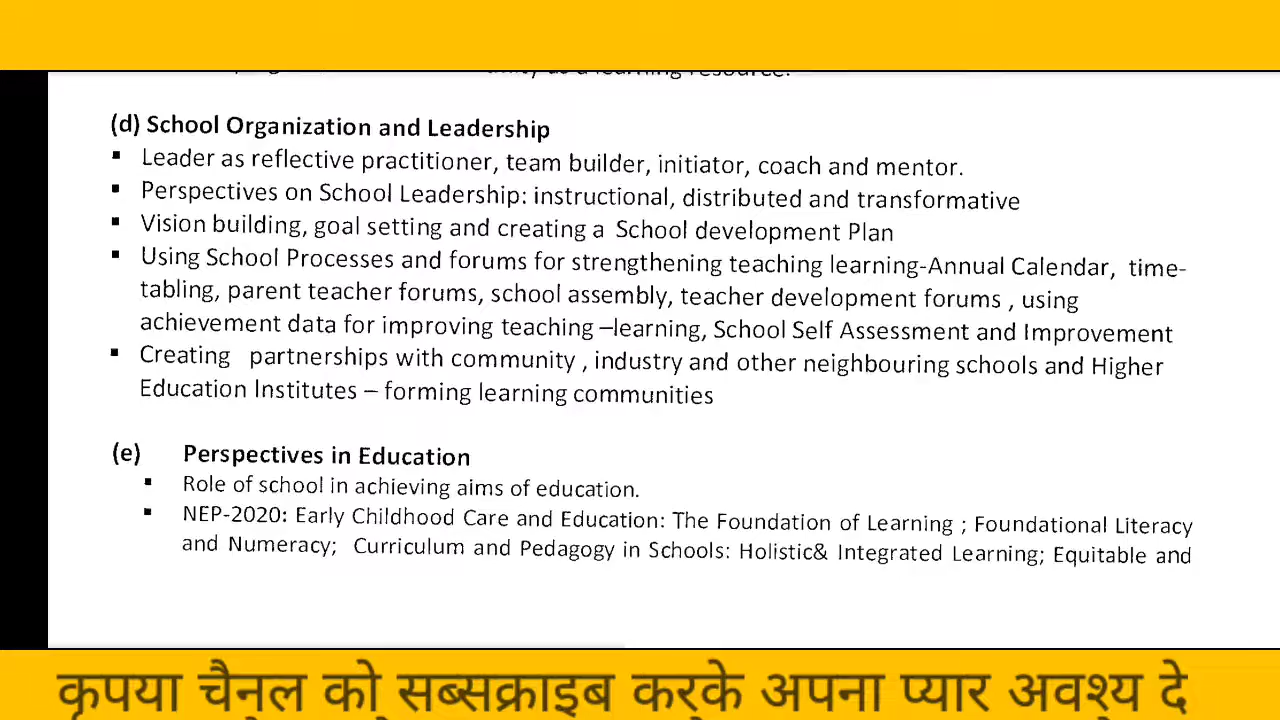 as a learning resource.
(d) School Organization and Leadership
▪ Leader as reflective practitioner, team builder, initiator, coach and mentor.
▪ Perspectives on School Leadership: instructional, distributed and transformative
▪ Vision building, goal setting and creating a School development Plan
▪ Using School Processes and forums for strengthening teaching learning-Annual Calendar, time-
tabling, parent teacher forums, school assembly, teacher development forums , using
achievement data for improving teaching –learning, School Self Assessment and Improvement
▪ Creating partnerships with community , industry and other neighbouring schools and Higher
Education Institutes – forming learning communities
(e) Perspectives in Education
▪ Role of school in achieving aims of education.
▪ NEP-2020: Early Childhood Care and Education: The Foundation of Learning ; Foundational Literacy
and Numeracy; Curriculum and Pedagogy in Schools: Holistic& Integrated Learning; Equitable and
कृपया चैनल को सब्सक्राइब करके अपना प्यार अवश्य दे